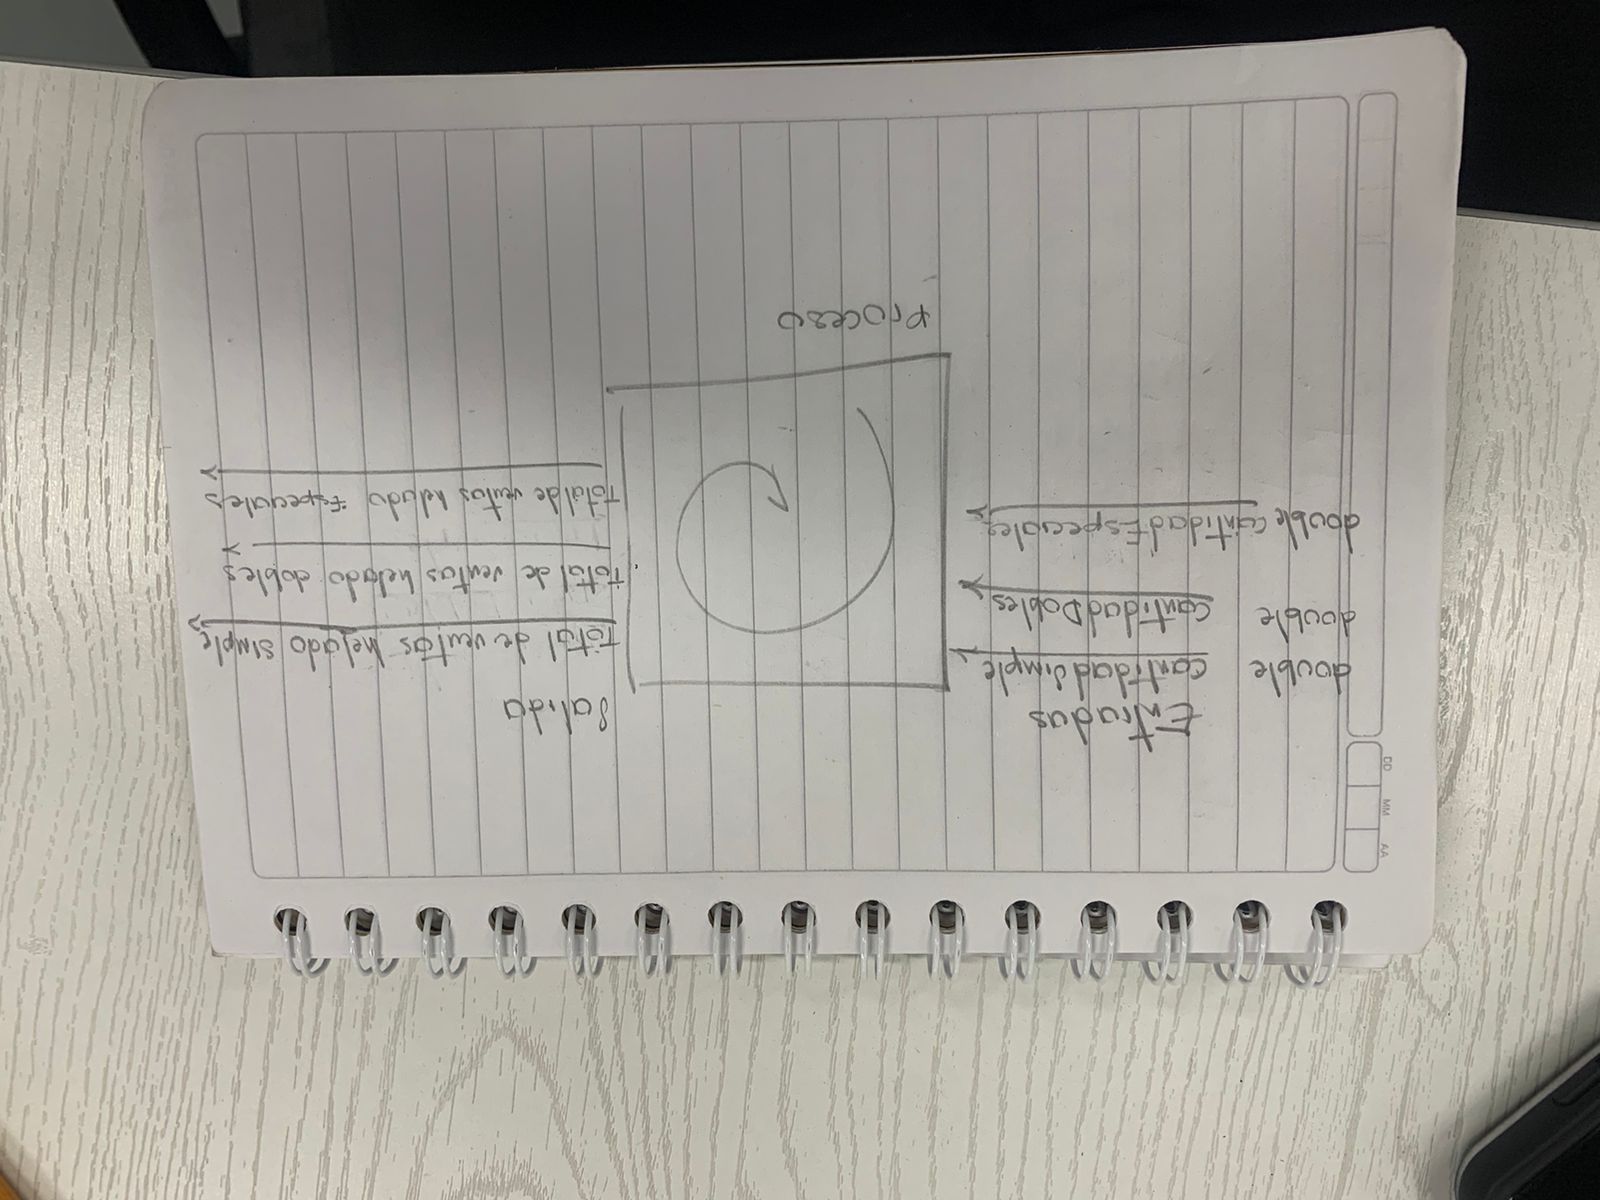 Entradas
double cantidadSimple
double cantidadDobles
double cantidadEspeciales
Proceso
Salida
Total de ventas helado simple
Total de ventas helado dobles
Total de ventas helado Especiales
DD MM AA